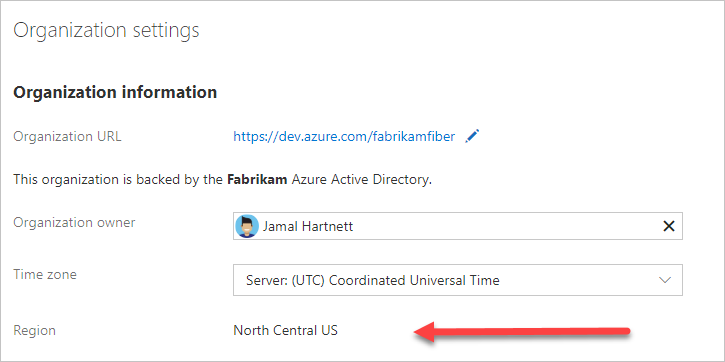 Organization settings
Organization information
Organization URL https://dev.azure.com/fabrikamfiber
This organization is backed by the Fabrikam Azure Active Directory.
Organization owner Jamal Hartnett
Time zone Server: (UTC) Coordinated Universal Time
Region North Central US